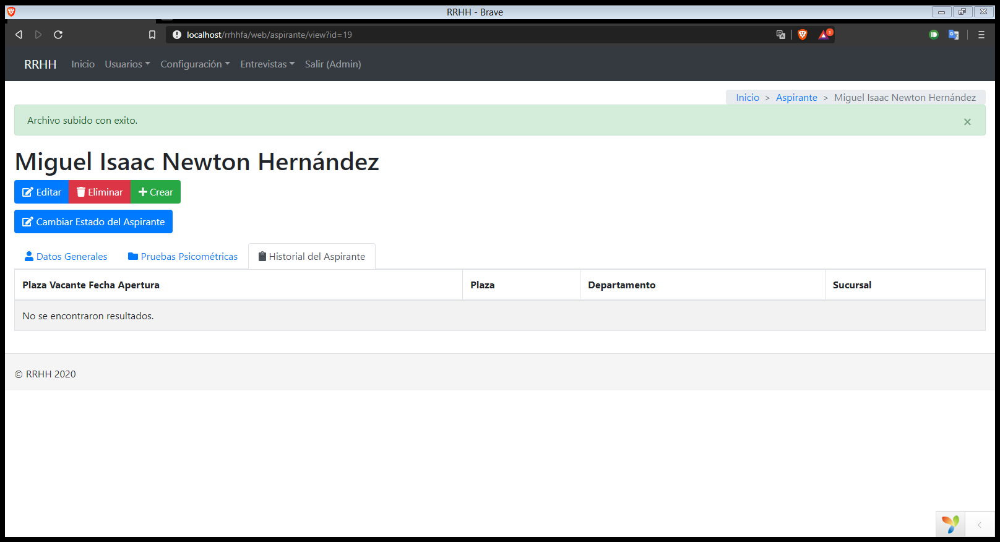 RRHH - Brave
localhost/rrhhfa/web/aspirante/view?id=19
1
RRHH Inicio Usuarios Configuración Entrevistas Salir (Admin)
Inicio > Aspirante > Miguel Isaac Newton Hernández
Archivo subido con exito. ×
Miguel Isaac Newton Hernández
Editar Eliminar Crear
Cambiar Estado del Aspirante
Datos Generales Pruebas Psicométricas Historial del Aspirante
Plaza Vacante Fecha Apertura Plaza Departamento Sucursal
No se encontraron resultados.
© RRHH 2020